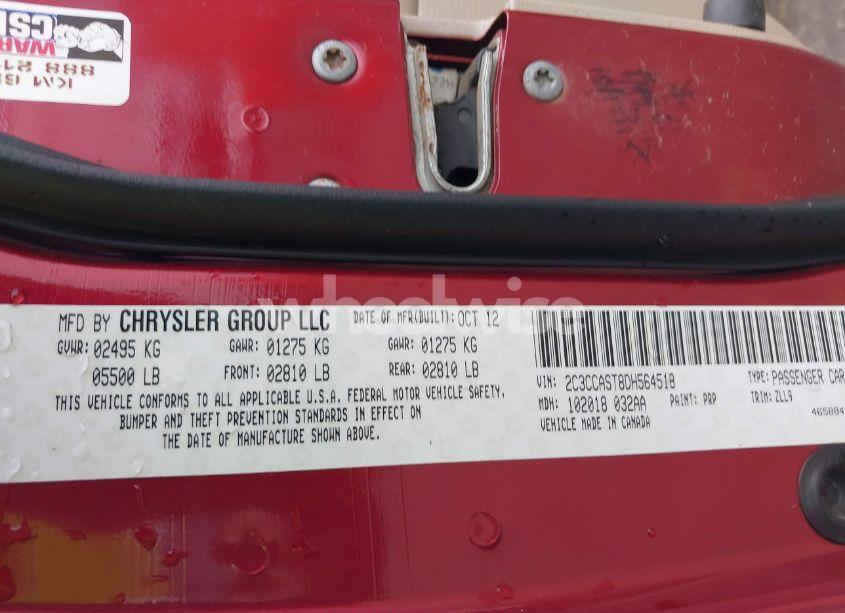 WAR
CSI
888 21
KM
wheelwise
MFD BY CHRYSLER GROUP LLC
DATE OF MFR(BUILT): OCT 12
GVWR: 02495 KG GAWR: 01275 KG GAWR: 01275 KG
05500 LB FRONT: 02810 LB REAR: 02810 LB
THIS VEHICLE CONFORMS TO ALL APPLICABLE U.S.A. FEDERAL MOTOR VEHICLE SAFETY,
BUMPER AND THEFT PREVENTION STANDARDS IN EFFECT ON
THE DATE OF MANUFACTURE SHOWN ABOVE.
VIN: 2C3CCAST8DH564518 TYPE: PASSENGER CAR
MDH: 102018 032AA PAINT: PRP TRIM: ZLL9
VEHICLE MADE IN CANADA 465884